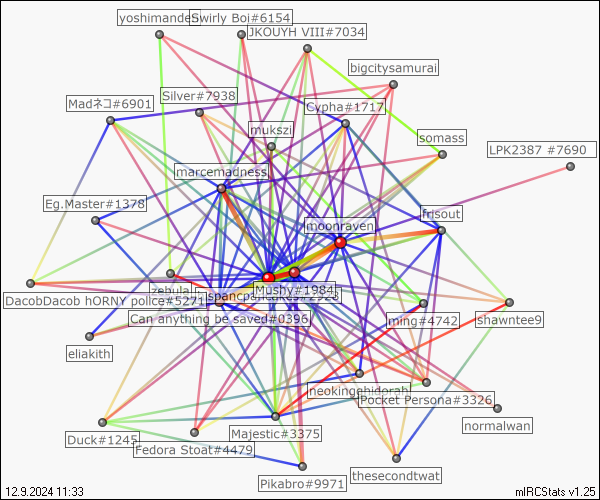 yoshimandes
Swirly Boi#6154
JKOUYH VIII#7034
bigcitysamurai
Silver#7938
Madネコ#6901
Cypha#1717
mukszi
somass
LPK2387 #7690
marcemadness
Eg.Master#1378
moonraven
frisout
zebula
Mushy#1984
DacobDacob hORNY police#5271
Can anything be saved#0396
ming#4742
shawntee9
eliakith
neokingghidorah
Pocket Persona#3326
normalwan
Duck#1245
Majestic#3375
Fedora Stoat#4479
Pikabro#9971
thesecondtwat
12.9.2024 11:33
mIRCStats v1.25